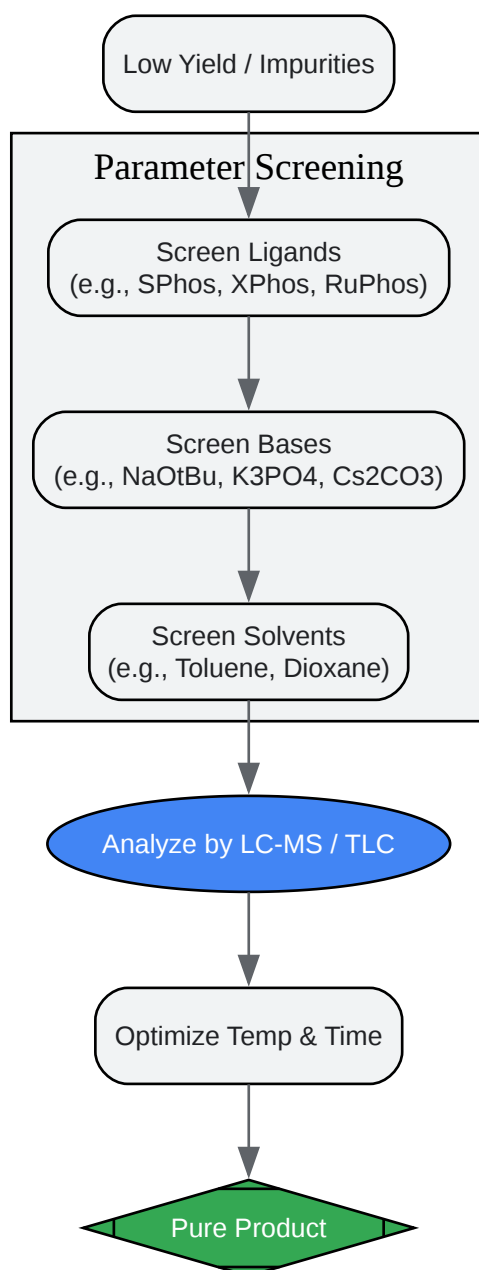 Low Yield / Impurities
Parameter Screening
Screen Ligands
(e.g., SPhos, XPhos, RuPhos)
Screen Bases
(e.g., NaOtBu, K3PO4, Cs2CO3)
Screen Solvents
(e.g., Toluene, Dioxane)
Analyze by LC-MS / TLC
Optimize Temp & Time
Pure Product